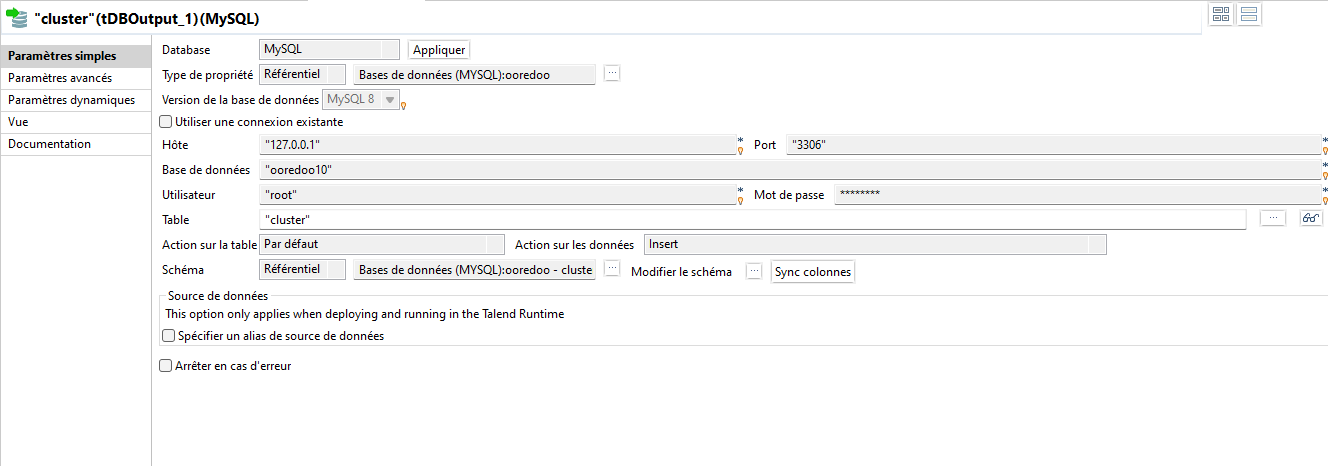 "cluster"(tDBOutput_1)(MySQL)
Paramètres simples
Paramètres avancés
Paramètres dynamiques
Vue
Documentation
Database MySQL Appliquer
Type de propriété Référentiel Bases de données (MYSQL):ooredoo ...
Version de la base de données MySQL 8
Utiliser une connexion existante
Hôte "127.0.0.1" * Port "3306" *
Base de données "ooredoo10" *
Utilisateur "root" * Mot de passe ******** *
Table "cluster" ...
Action sur la table Par défaut Action sur les données Insert
Schéma Référentiel Bases de données (MYSQL):ooredoo - cluste ... Modifier le schéma ... Sync colonnes
Source de données
This option only applies when deploying and running in the Talend Runtime
Spécifier un alias de source de données
Arrêter en cas d'erreur